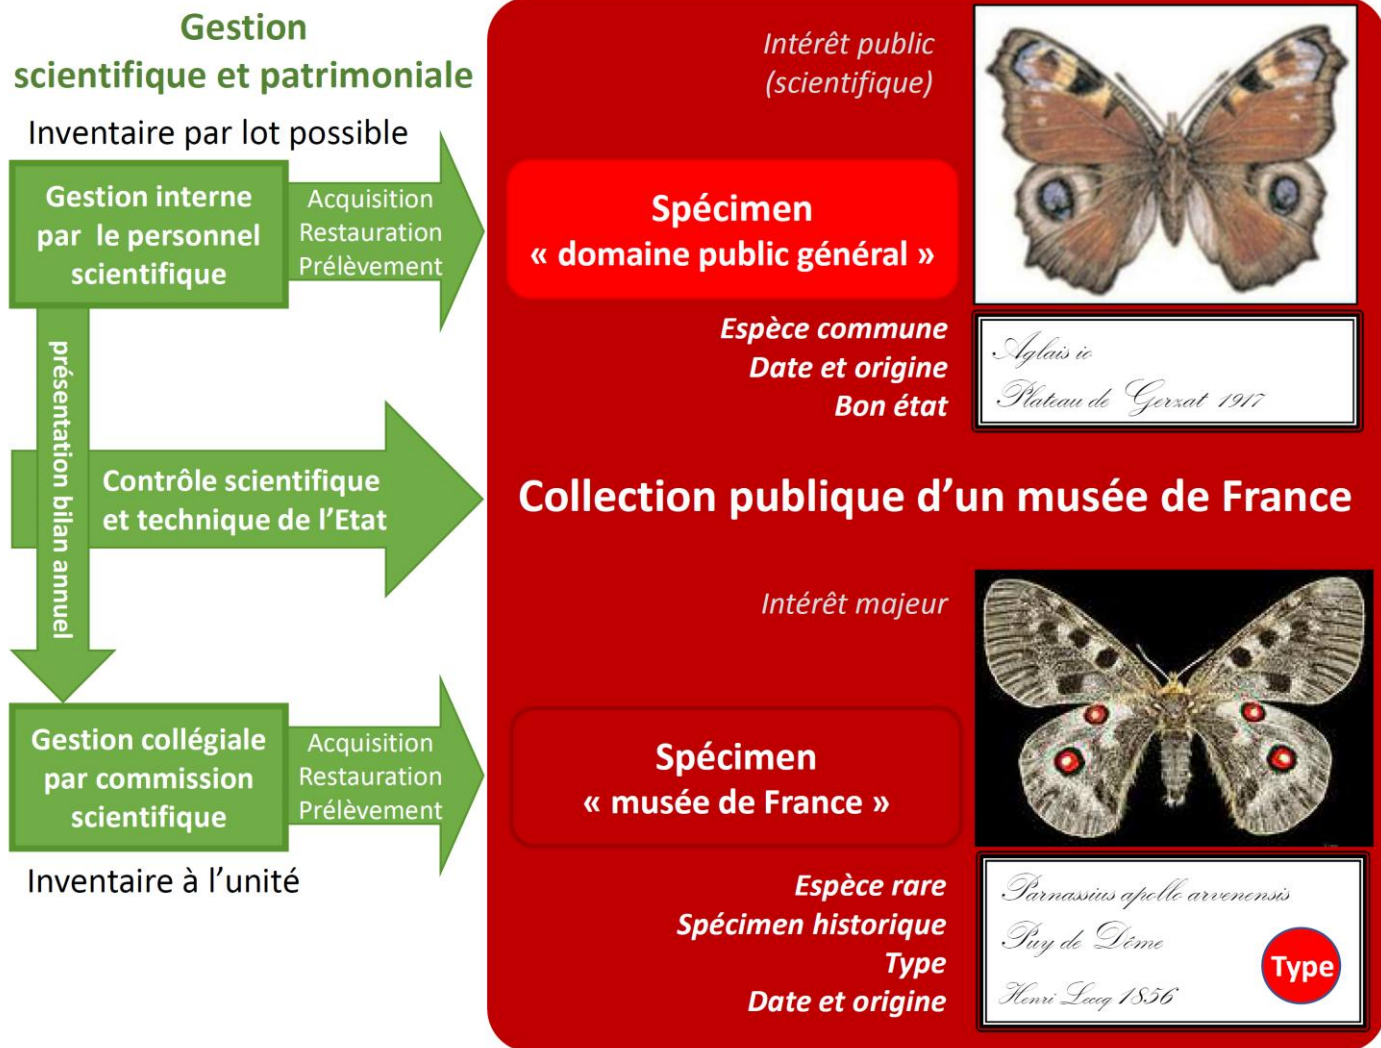 Gestion
scientifique et patrimoniale
Inventaire par lot possible
Gestion interne
par le personnel
scientifique
Acquisition
Restauration
Prélèvement
présentation bilan annuel
Contrôle scientifique
et technique de l'Etat
Gestion collégiale
par commission
scientifique
Acquisition
Restauration
Prélèvement
Inventaire à l'unité
Intérêt public
(scientifique)
Spécimen
« domaine public général »
Espèce commune
Date et origine
Bon état
Aglais io
Plateau de Gerzat 1917
Collection publique d'un musée de France
Intérêt majeur
Spécimen
« musée de France »
Espèce rare
Spécimen historique
Type
Date et origine
Parnassius apollo arvenensis
Puy de Dôme
Henri Lecoq 1856
Type